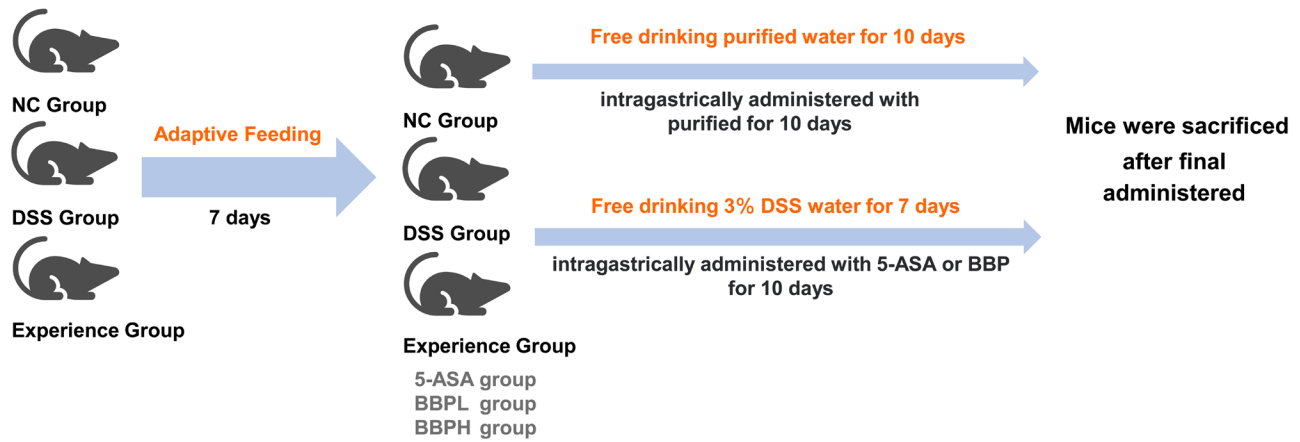 NC Group
DSS Group
Experience Group
Adaptive Feeding
7 days
NC Group
DSS Group
Experience Group
5-ASA group
BBPL group
BBPH group
Free drinking purified water for 10 days
intragastrically administered with
purified for 10 days
Free drinking 3% DSS water for 7 days
intragastrically administered with 5-ASA or BBP
for 10 days
Mice were sacrificed
after final
administered